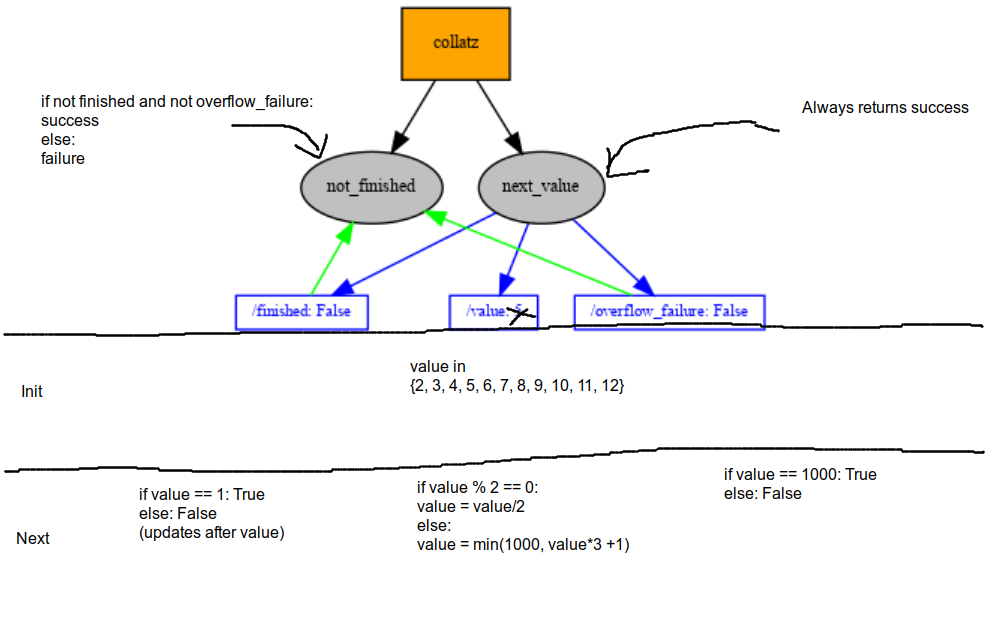 collatz
if not finished and not overflow_failure:
success
else:
failure
Always returns success
not_finished
next_value
/finished: False
/value:
/overflow_failure: False
Init
value in
{2, 3, 4, 5, 6, 7, 8, 9, 10, 11, 12}
Next
if value == 1: True
else: False
(updates after value)
if value % 2 == 0:
value = value/2
else:
value = min(1000, value*3 +1)
if value == 1000: True
else: False